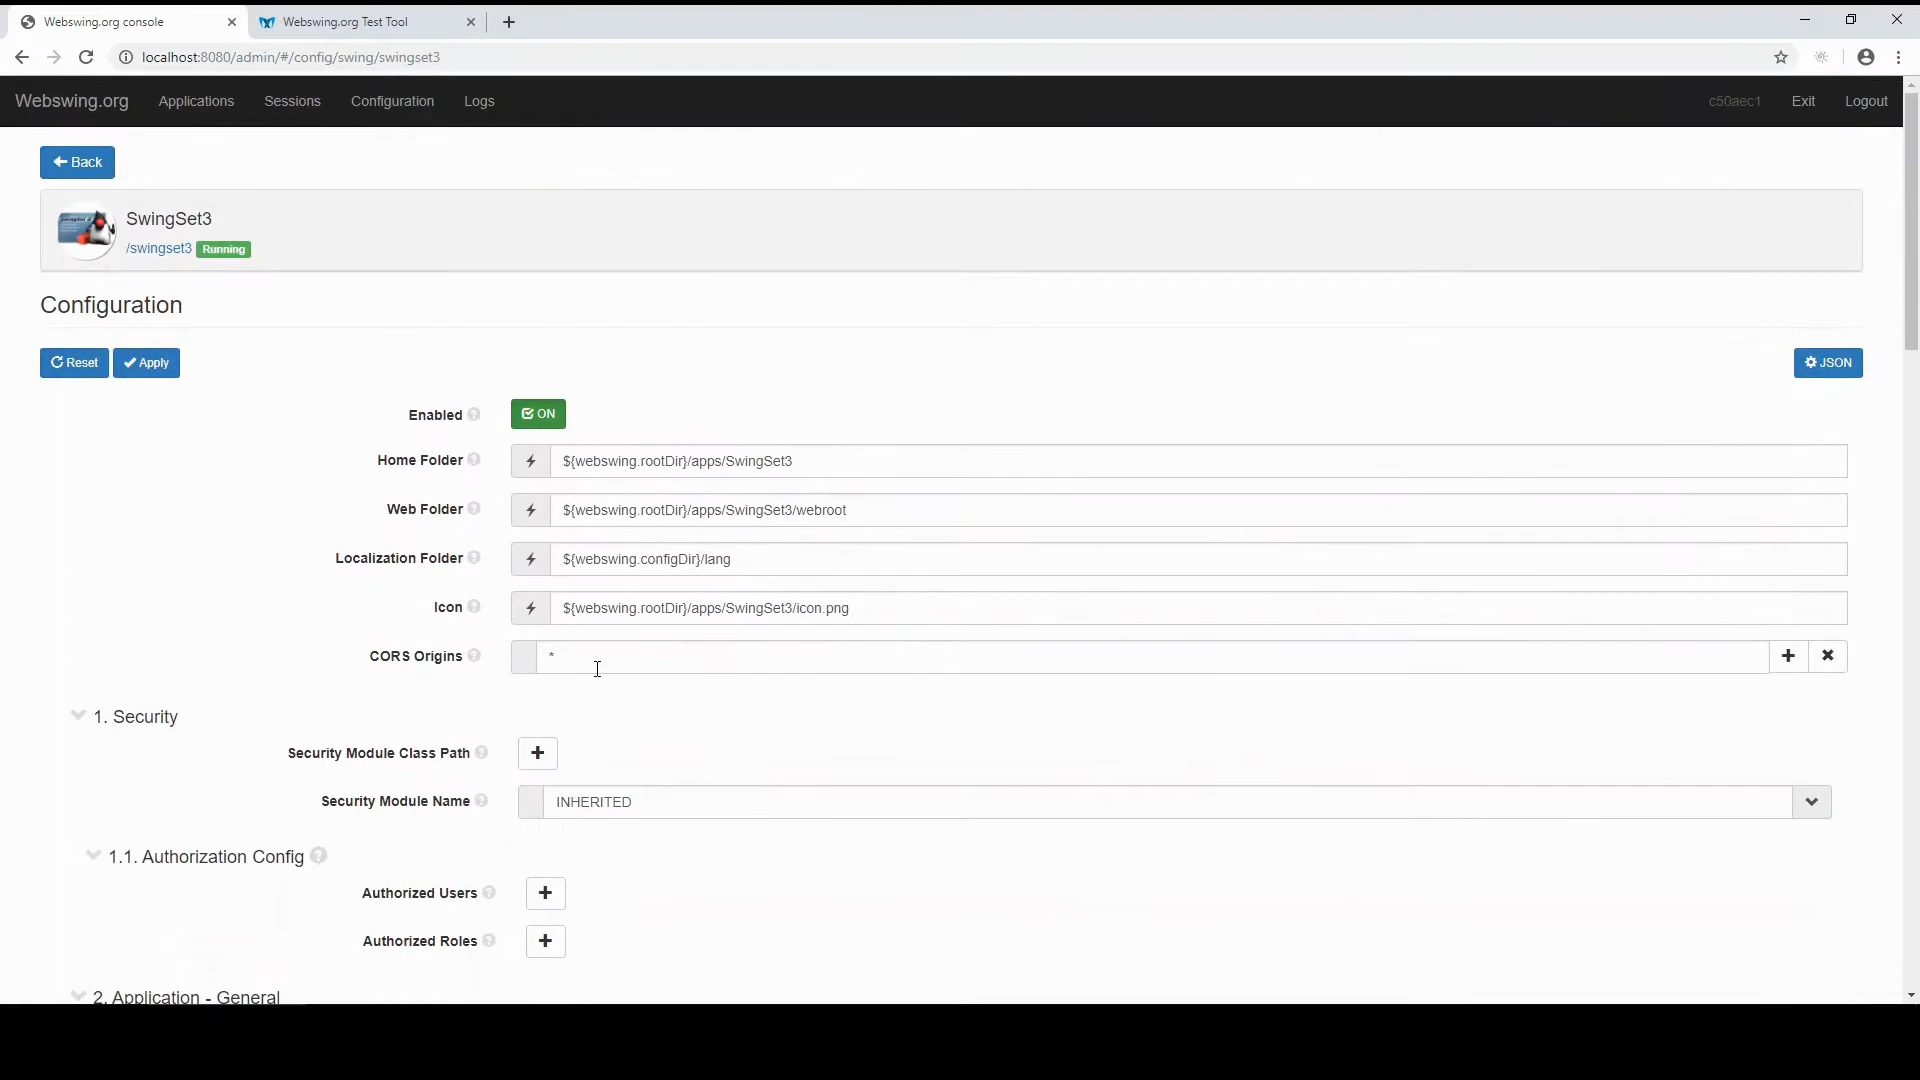 Webswing.org console
Webswing.org Test Tool
localhost:8080/admin/#/config/swing/swingset3
Webswing.org Applications Sessions Configuration Logs c50aec1 Exit Logout
Back
SwingSet3
/swingset3 Running
Configuration
Reset Apply JSON
Enabled ON
Home Folder ${webswing.rootDir}/apps/SwingSet3
Web Folder ${webswing.rootDir}/apps/SwingSet3/webroot
Localization Folder ${webswing.configDir}/lang
Icon ${webswing.rootDir}/apps/SwingSet3/icon.png
CORS Origins *
1. Security
Security Module Class Path
Security Module Name INHERITED
1.1. Authorization Config
Authorized Users
Authorized Roles
2. Application - General